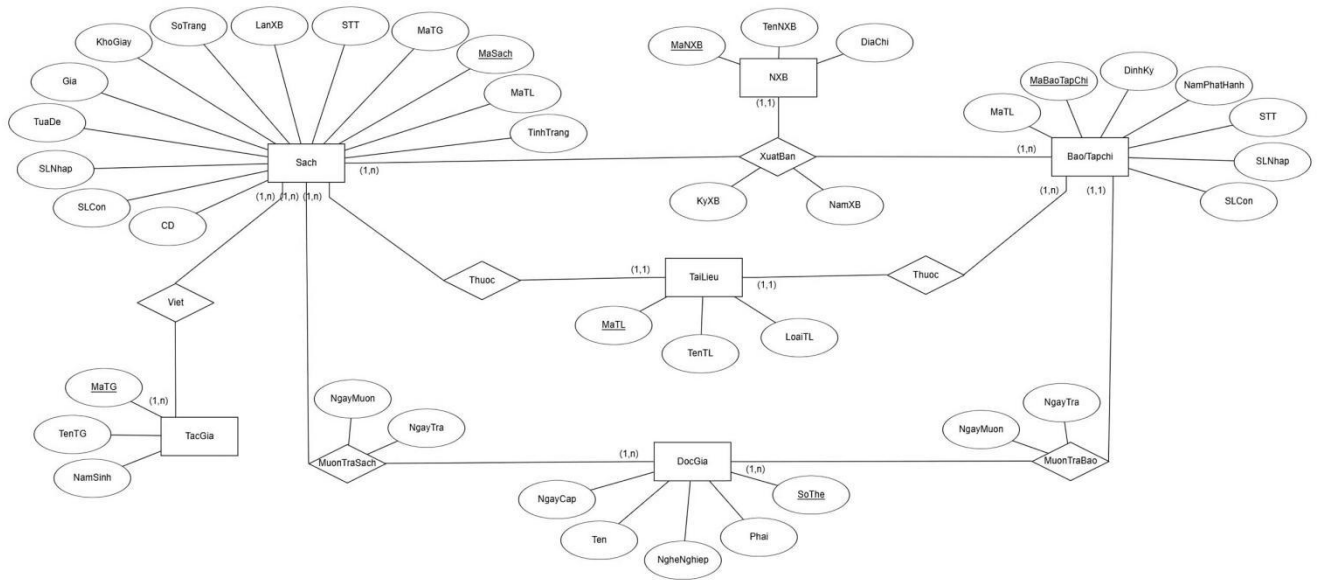 SoTrang
LanXB
STT
MaTG
KhoGiay
MaSach
Gia
MaTL
TuaDe
TinhTrang
SLNhap
Sach
(1,n)
SLCon
(1,n)
(1,n)
(1,n)
CD
TenNXB
MaNXB
DiaChi
NXB
(1,1)
XuatBan
KyXB
NamXB
MaBaoTapChi
DinhKy
NamPhatHanh
MaTL
STT
(1,n)
Bao/Tapchi
SLNhap
(1,n)
(1,1)
SLCon
Thuoc
(1,1)
TaiLieu
(1,1)
Thuoc
MaTL
TenTL
LoaiTL
Viet
MaTG
(1,n)
TenTG
TacGia
NamSinh
NgayMuon
NgayTra
MuonTraSach
(1,n)
DocGia
(1,n)
NgayCap
SoThe
Ten
Phai
NgheNghiep
NgayTra
NgayMuon
MuonTraBao